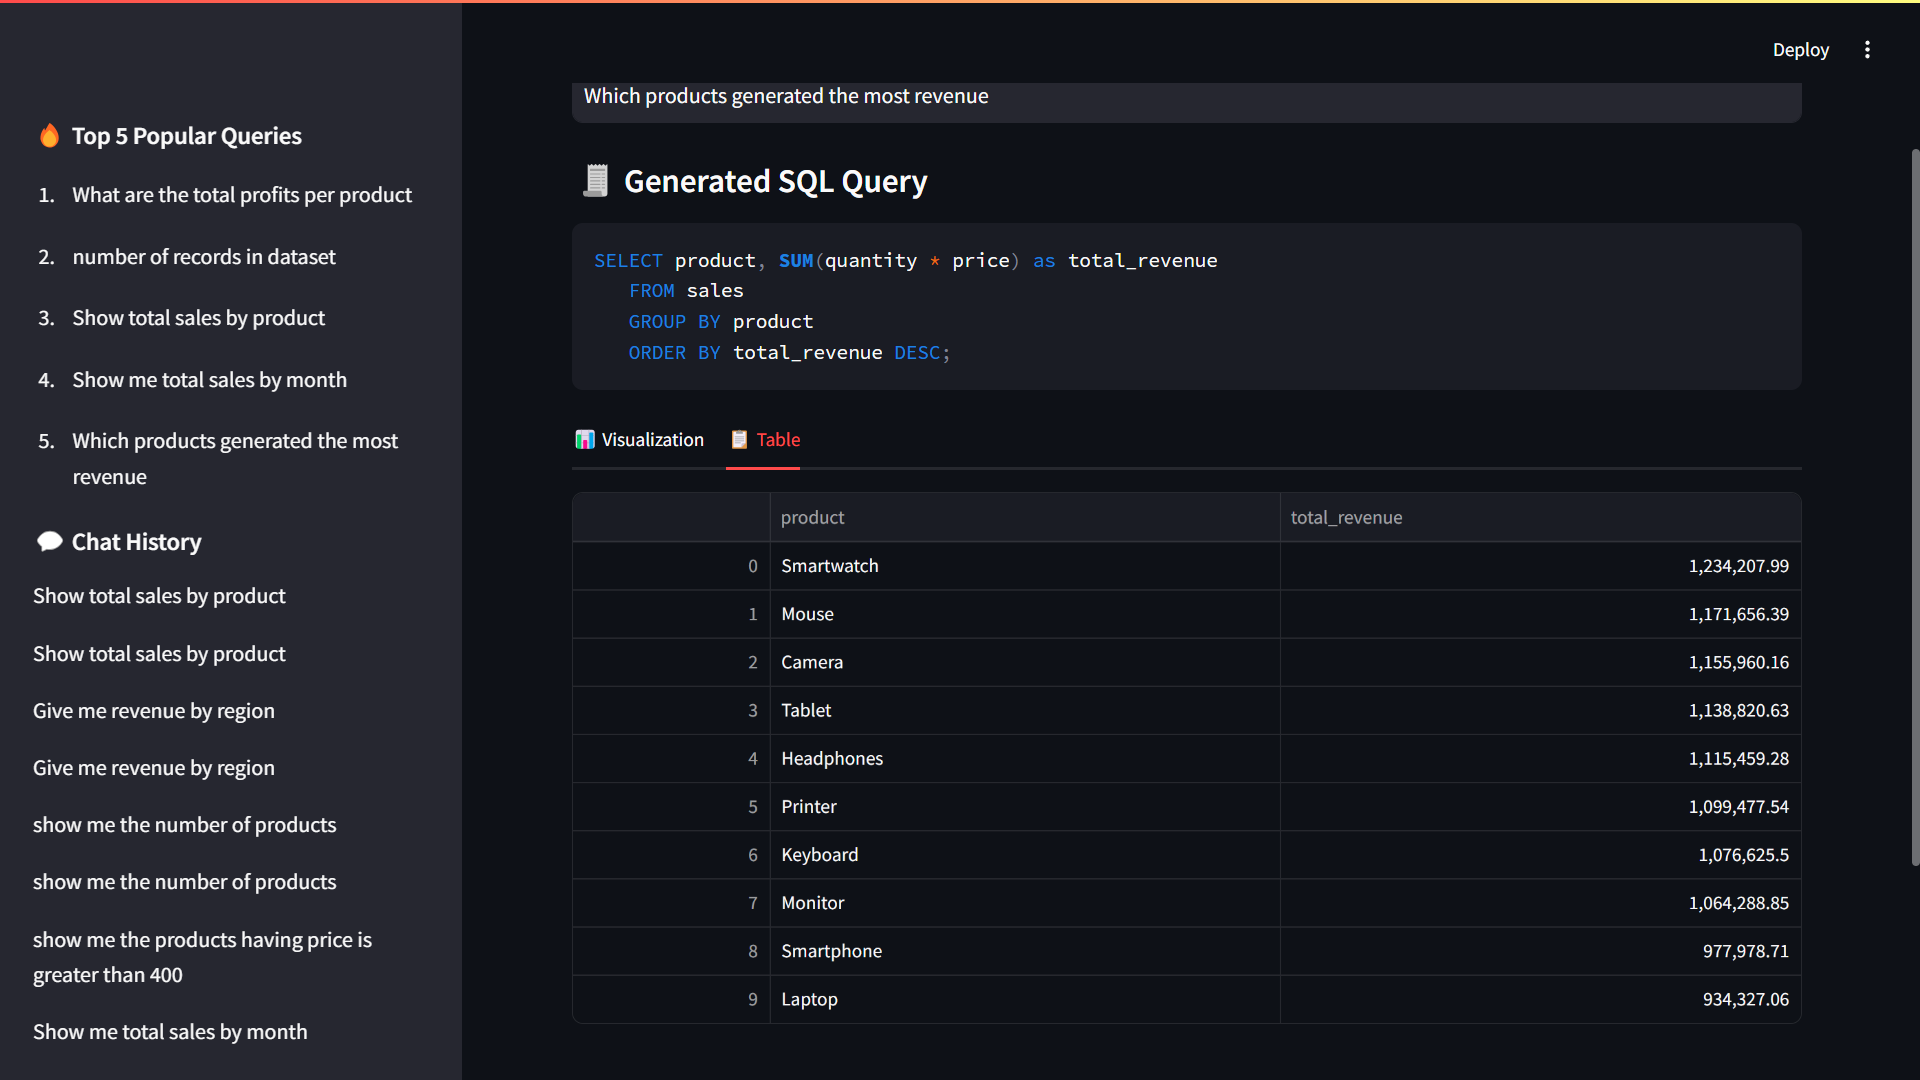 Deploy
Top 5 Popular Queries
1. What are the total profits per product
2. number of records in dataset
3. Show total sales by product
4. Show me total sales by month
5. Which products generated the most
revenue
Chat History
Show total sales by product
Show total sales by product
Give me revenue by region
Give me revenue by region
show me the number of products
show me the number of products
show me the products having price is
greater than 400
Show me total sales by month
Which products generated the most revenue
Generated SQL Query
SELECT product, SUM(quantity * price) as total_revenue
FROM sales
GROUP BY product
ORDER BY total_revenue DESC;
Visualization Table
product total_revenue
0 Smartwatch 1,234,207.99
1 Mouse 1,171,656.39
2 Camera 1,155,960.16
3 Tablet 1,138,820.63
4 Headphones 1,115,459.28
5 Printer 1,099,477.54
6 Keyboard 1,076,625.5
7 Monitor 1,064,288.85
8 Smartphone 977,978.71
9 Laptop 934,327.06